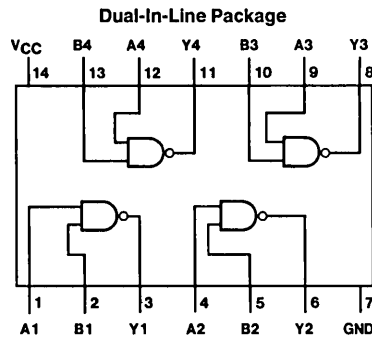 Dual-In-Line Package
VCC B4 A4 Y4 B3 A3 Y3
14 13 12 11 10 9 8
1 2 3 4 5 6 7
A1 B1 Y1 A2 B2 Y2 GND